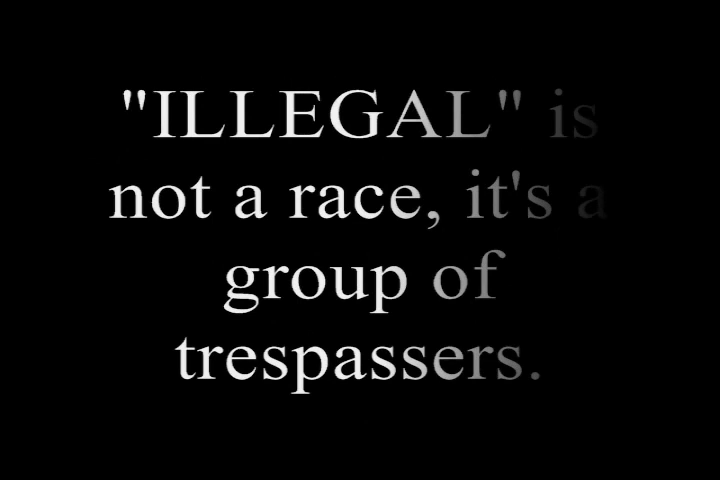 "ILLEGAL" is
not a race, it's a
group of
trespassers.